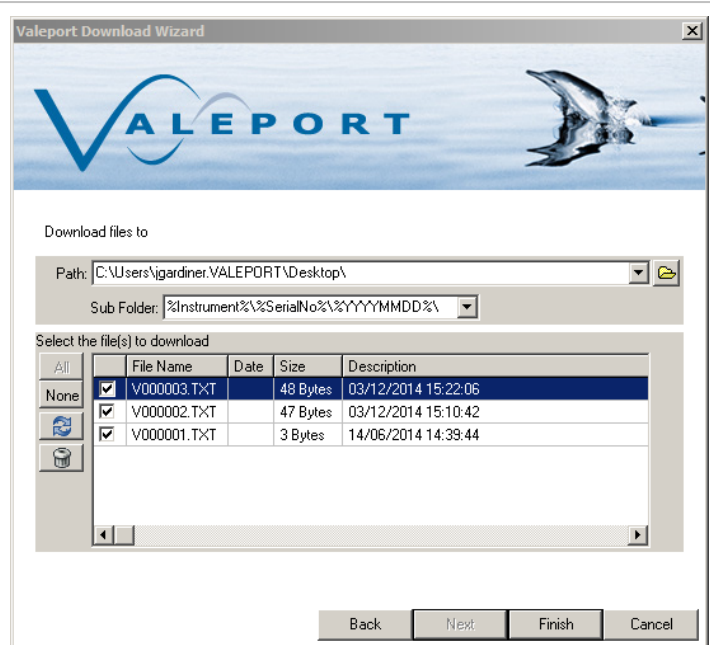 Valeport Download Wizard
VALEPORT
Download files to
Path: C:\Users\jgardiner.VALEPORT\Desktop\
Sub Folder: %Instrument%\%SerialNo%\%YYYYMMDD%\
Select the file(s) to download
All File Name Date Size Description
None V000003.TXT 48 Bytes 03/12/2014 15:22:06
V000002.TXT 47 Bytes 03/12/2014 15:10:42
V000001.TXT 3 Bytes 14/06/2014 14:39:44
Back Next Finish Cancel